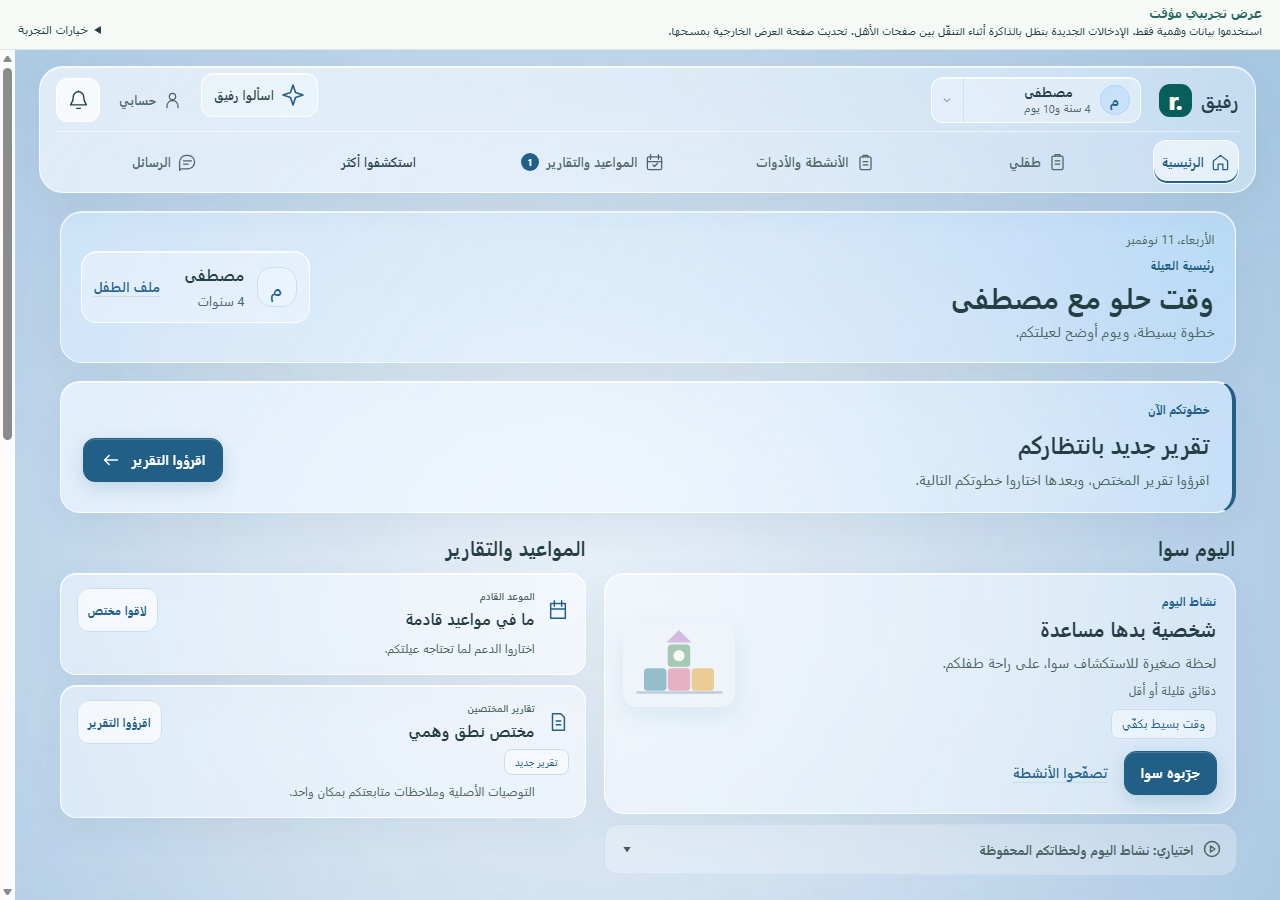 عرض تجريبي مؤقت
استخدموا بيانات وهمية فقط. الإدخالات الجديدة بتظل بالذاكرة أثناء التنقّل بين صفحات الأهل. تحديث صفحة العرض الخارجية بمسحها.
خيارات التجربة
رفيق
r.
م
مصطفى
4 سنة و10 يوم
اسألوا رفيق
حسابي
الرئيسية
طفلي
الأنشطة والأدوات
المواعيد والتقارير 1
استكشفوا أكثر
الرسائل
الأربعاء، 11 نوفمبر
رئيسية العيلة
وقت حلو مع مصطفى
خطوة بسيطة، ويوم أوضح لعيلتكم.
م
مصطفى
4 سنوات
ملف الطفل
خطوتكم الآن
تقرير جديد بانتظاركم
اقرؤوا تقرير المختص، وبعدها اختاروا خطوتكم التالية.
اقرؤوا التقرير
اليوم سوا
نشاط اليوم
شخصية بدها مساعدة
لحظة صغيرة للاستكشاف سوا، على راحة طفلكم.
دقائق قليلة أو أقل
وقت بسيط بكفّي
جرّبوه سوا
تصفّحوا الأنشطة
اختياري: نشاط اليوم ولحظاتكم المحفوظة
المواعيد والتقارير
الموعد القادم
ما في مواعيد قادمة
اختاروا الدعم لما تحتاجه عيلتكم.
لاقوا مختص
تقارير المختصين
مختص نطق وهمي
تقرير جديد
التوصيات الأصلية وملاحظات متابعتكم بمكان واحد.
اقرؤوا التقرير